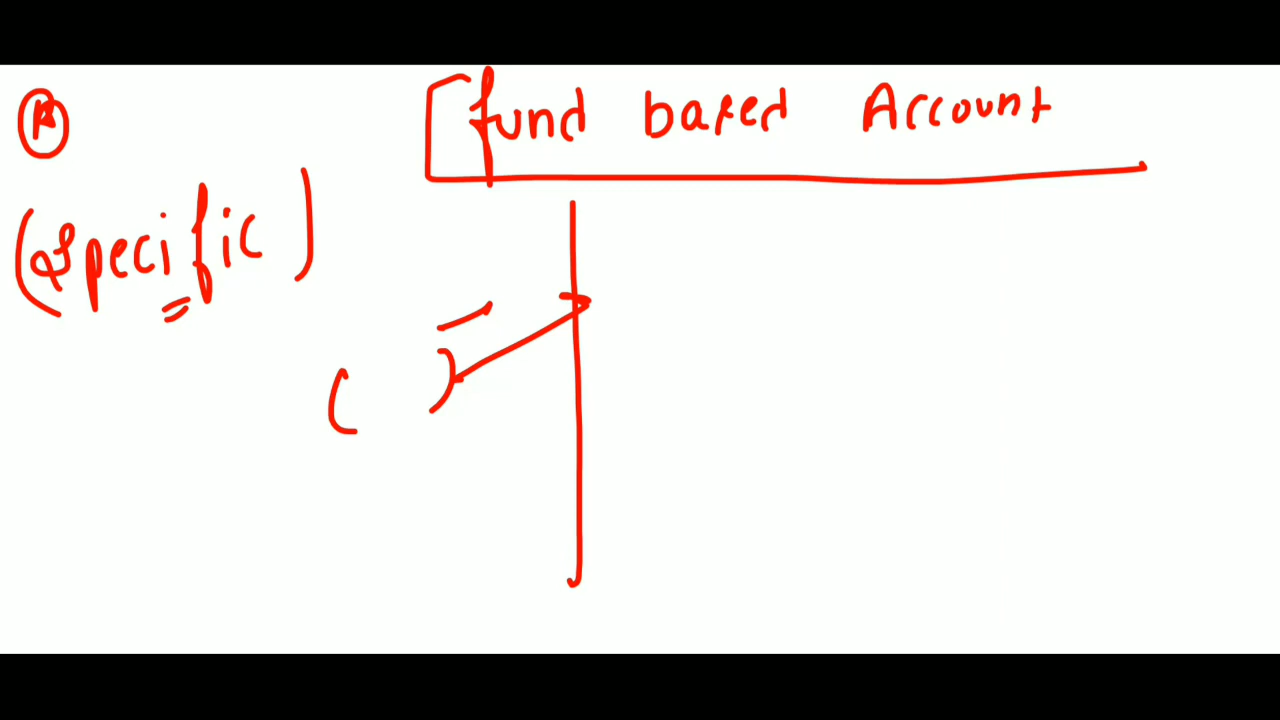 fund based Account
(Specific)